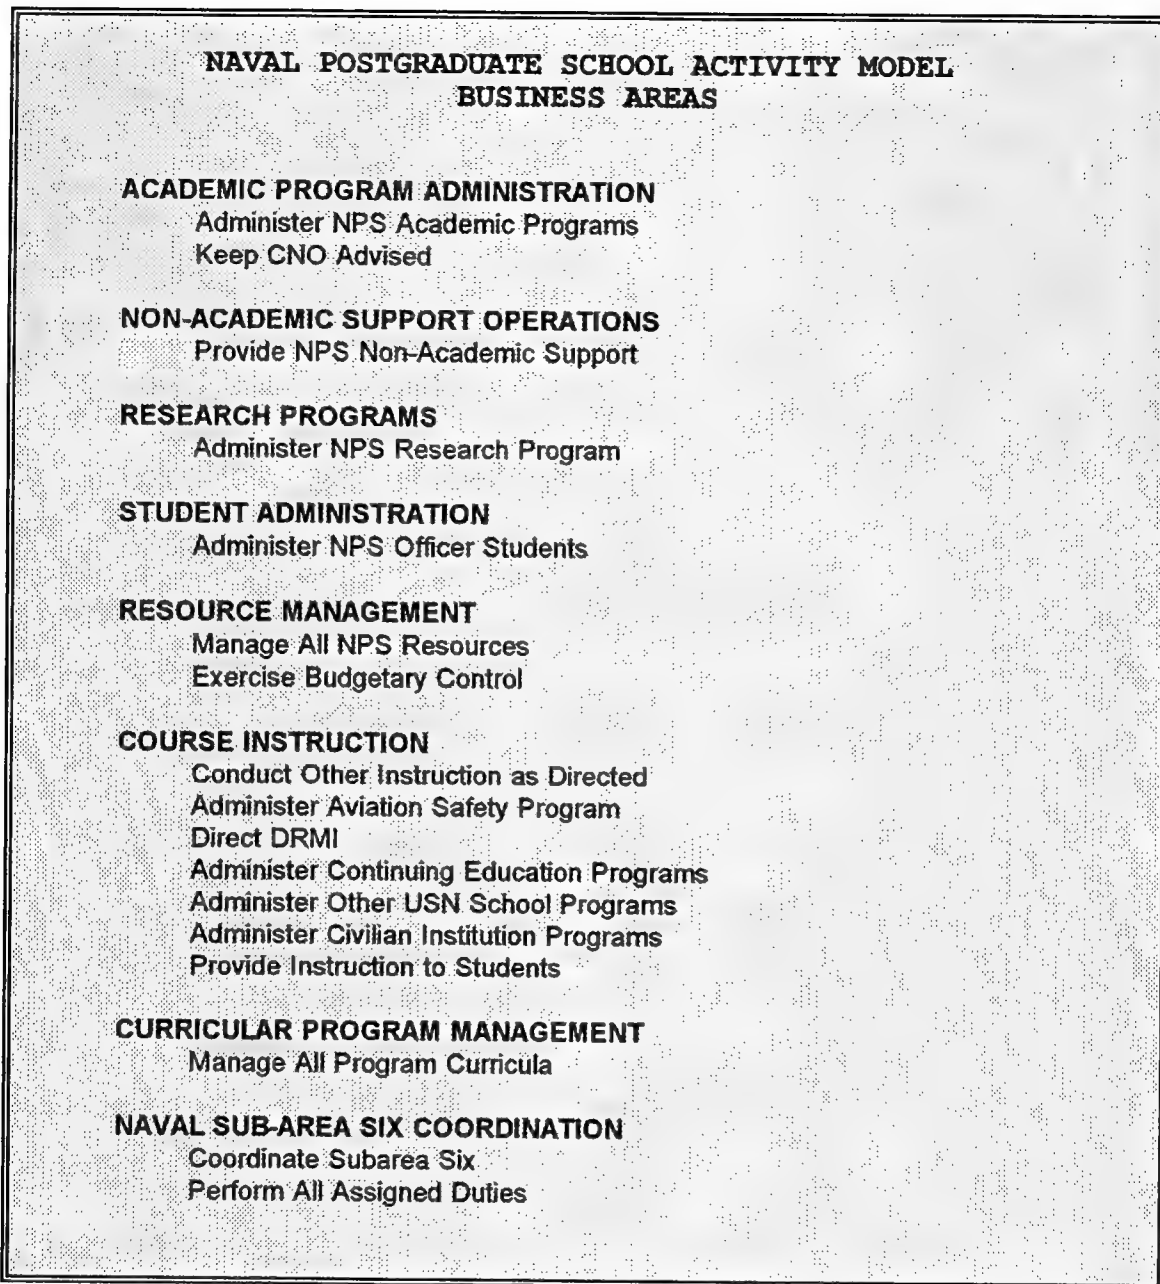 NAVAL POSTGRADUATE SCHOOL ACTIVITY MODEL
BUSINESS AREAS
ACADEMIC PROGRAM ADMINISTRATION
Administer NPS Academic Programs
Keep CNO Advised
NON-ACADEMIC SUPPORT OPERATIONS
Provide NPS Non-Academic Support
RESEARCH PROGRAMS
Administer NPS Research Program
STUDENT ADMINISTRATION
Administer NPS Officer Students
RESOURCE MANAGEMENT
Manage All NPS Resources
Exercise Budgetary Control
COURSE INSTRUCTION
Conduct Other Instruction as Directed
Administer Aviation Safety Program
Direct DRMI
Administer Continuing Education Programs
Administer Other USN School Programs
Administer Civilian Institution Programs
Provide Instruction to Students
CURRICULAR PROGRAM MANAGEMENT
Manage All Program Curricula
NAVAL SUB-AREA SIX COORDINATION
Coordinate Subarea Six
Perform All Assigned Duties